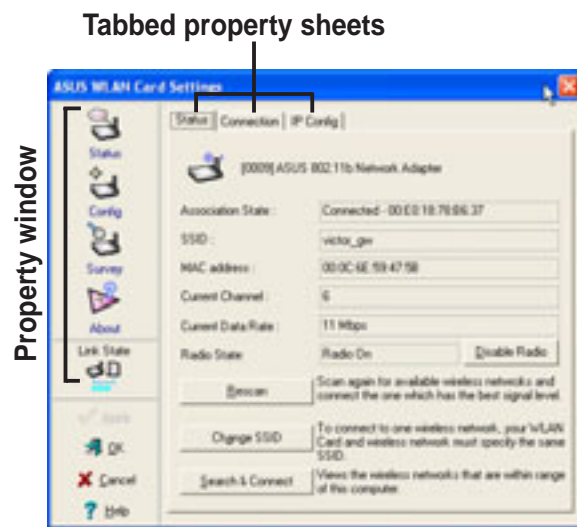 Tabbed property sheets
Property window
ASUS WLAN Card Settings
Status
Config
Survey
About
Link State
Apply
OK
Cancel
Help
Status Connection IP Config
[0009] ASUS 802.11b Network Adapter
Association State : Connected - 00:E0:18:78:B6:37
SSID : victor_gw
MAC address : 00:0C:6E:59:47:5B
Current Channel : 6
Current Data Rate : 11 Mbps
Radio State Radio On Disable Radio
Rescan
Scan again for available wireless networks and
connect the one which has the best signal level.
Change SSID
To connect to one wireless network, your WLAN
Card and wireless network must specify the same
SSID.
Search & Connect
Views the wireless networks that are within range
of this computer.